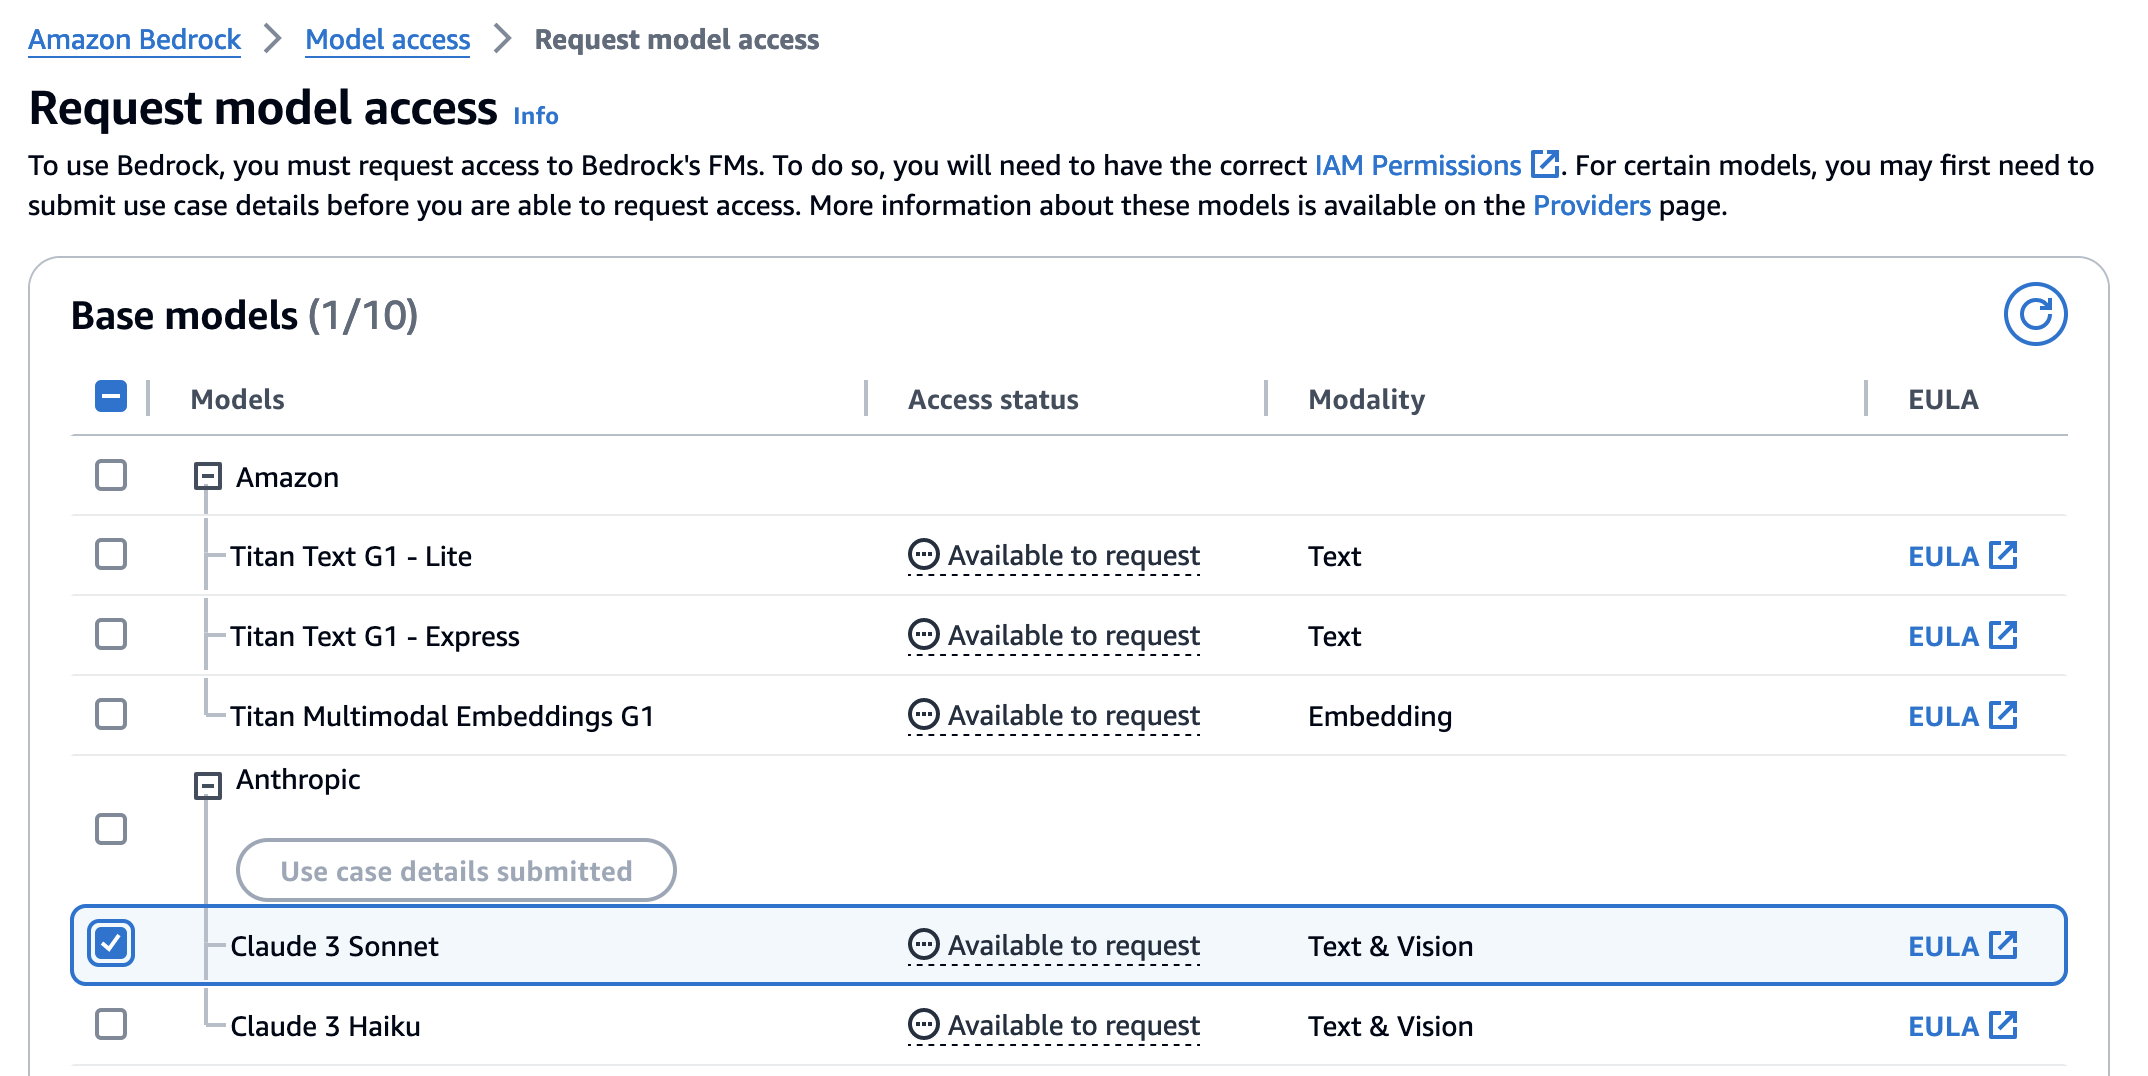 Amazon Bedrock > Model access > Request model access
Request model access Info
To use Bedrock, you must request access to Bedrock's FMs. To do so, you will need to have the correct IAM Permissions. For certain models, you may first need to
submit use case details before you are able to request access. More information about these models is available on the Providers page.
Base models (1/10)
Models Access status Modality EULA
Amazon
Titan Text G1 - Lite Available to request Text EULA
Titan Text G1 - Express Available to request Text EULA
Titan Multimodal Embeddings G1 Available to request Embedding EULA
Anthropic
Use case details submitted
Claude 3 Sonnet Available to request Text & Vision EULA
Claude 3 Haiku Available to request Text & Vision EULA